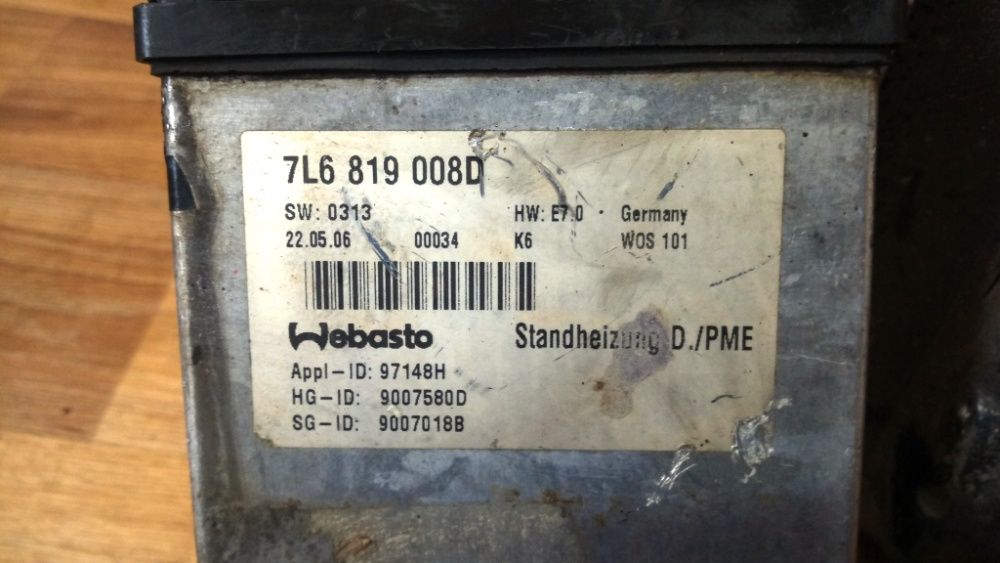 7L6 819 008D
SW: 0313 HW: E7.0 Germany
22.05.06 00034 K6 WOS 101
Webasto Standheizung D./PME
Appl-ID: 97148H
HG-ID: 9007580D
SG-ID: 9007018B